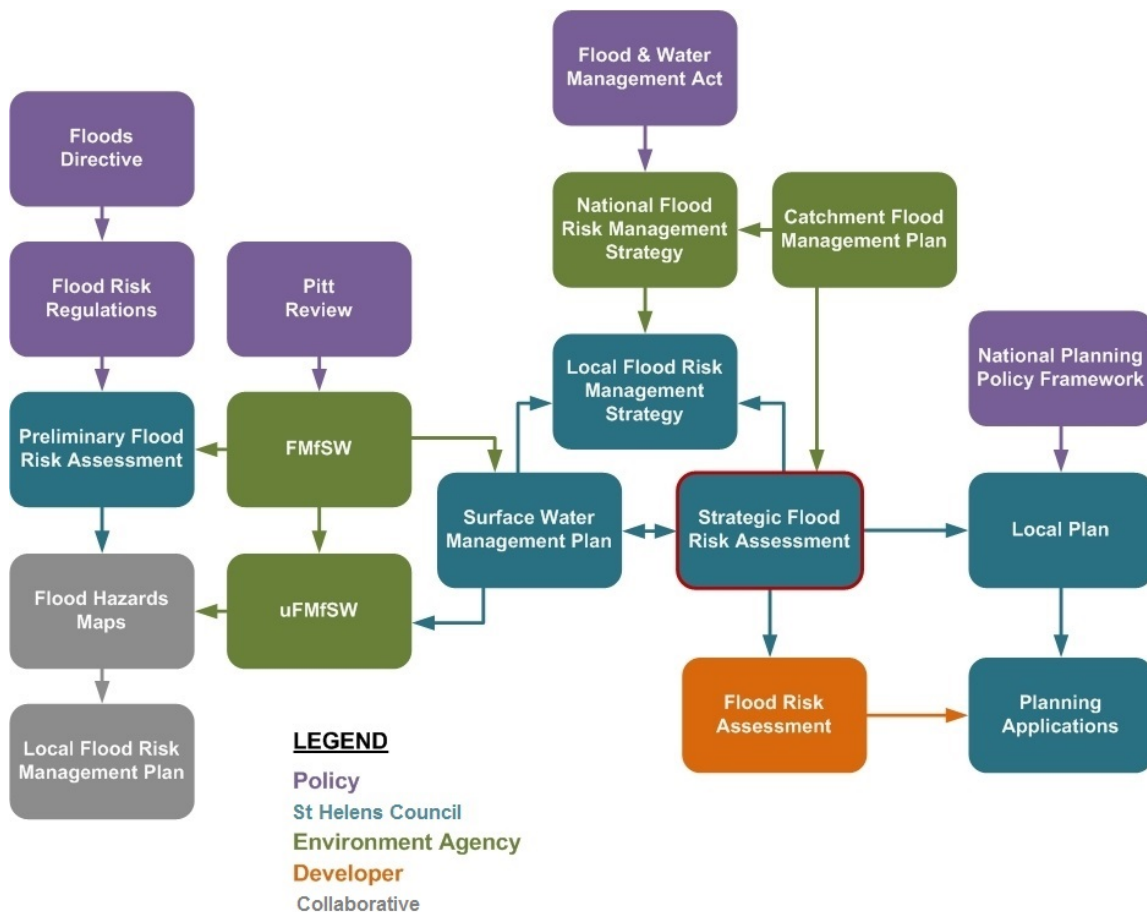 Flood & Water
Management Act
Floods
Directive
National Flood
Risk Management
Strategy
Catchment Flood
Management Plan
Flood Risk
Regulations
Pitt
Review
Local Flood Risk
Management
Strategy
National Planning
Policy Framework
Preliminary Flood
Risk Assessment
FMfSW
Surface Water
Management Plan
Strategic Flood
Risk Assessment
Local Plan
Flood Hazards
Maps
uFMfSW
Flood Risk
Assessment
Planning
Applications
Local Flood Risk
Management Plan
LEGEND
Policy
St Helens Council
Environment Agency
Developer
Collaborative